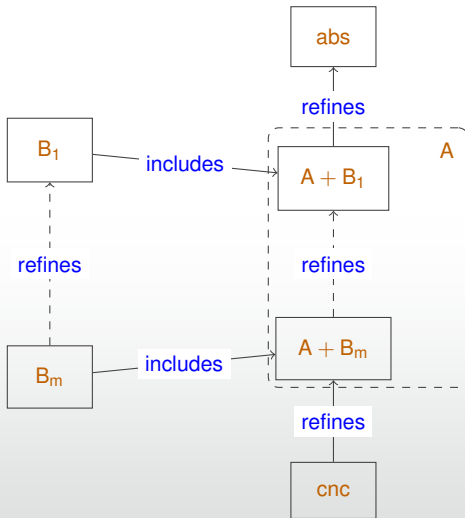 abs
refines
A
B₁
includes
A + B₁
refines
refines
Bₘ
includes
A + Bₘ
refines
cnc